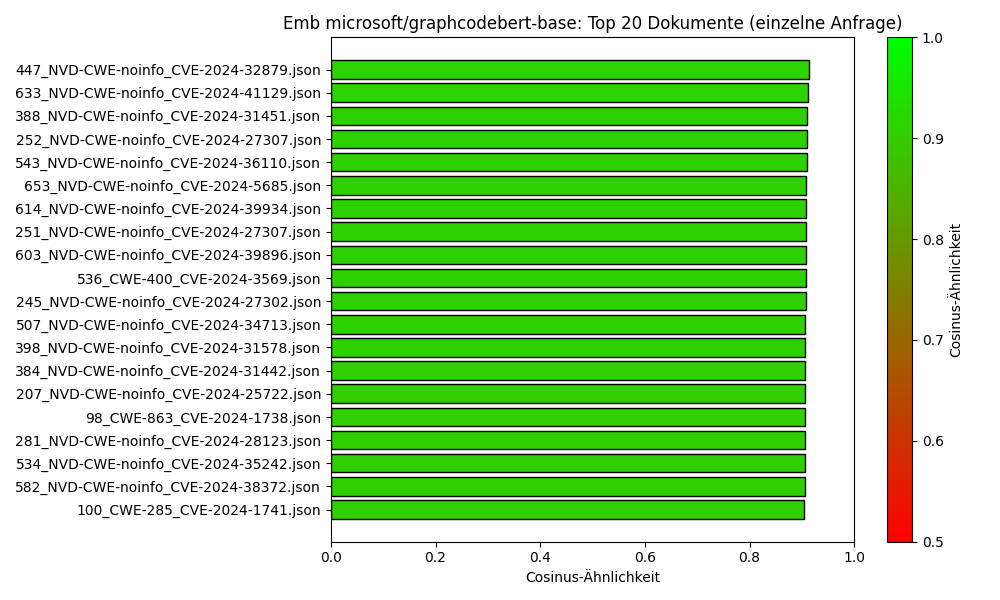 Emb microsoft/graphcodebert-base: Top 20 Dokumente (einzelne Anfrage)
447_NVD-CWE-noinfo_CVE-2024-32879.json
633_NVD-CWE-noinfo_CVE-2024-41129.json
388_NVD-CWE-noinfo_CVE-2024-31451.json
252_NVD-CWE-noinfo_CVE-2024-27307.json
543_NVD-CWE-noinfo_CVE-2024-36110.json
653_NVD-CWE-noinfo_CVE-2024-5685.json
614_NVD-CWE-noinfo_CVE-2024-39934.json
251_NVD-CWE-noinfo_CVE-2024-27307.json
603_NVD-CWE-noinfo_CVE-2024-39896.json
536_CWE-400_CVE-2024-3569.json
245_NVD-CWE-noinfo_CVE-2024-27302.json
507_NVD-CWE-noinfo_CVE-2024-34713.json
398_NVD-CWE-noinfo_CVE-2024-31578.json
384_NVD-CWE-noinfo_CVE-2024-31442.json
207_NVD-CWE-noinfo_CVE-2024-25722.json
98_CWE-863_CVE-2024-1738.json
281_NVD-CWE-noinfo_CVE-2024-28123.json
534_NVD-CWE-noinfo_CVE-2024-35242.json
582_NVD-CWE-noinfo_CVE-2024-38372.json
100_CWE-285_CVE-2024-1741.json
0.0 0.2 0.4 0.6 0.8 1.0
Cosinus-Ähnlichkeit
1.0
0.9
0.8
0.7
0.6
0.5
Cosinus-Ähnlichkeit